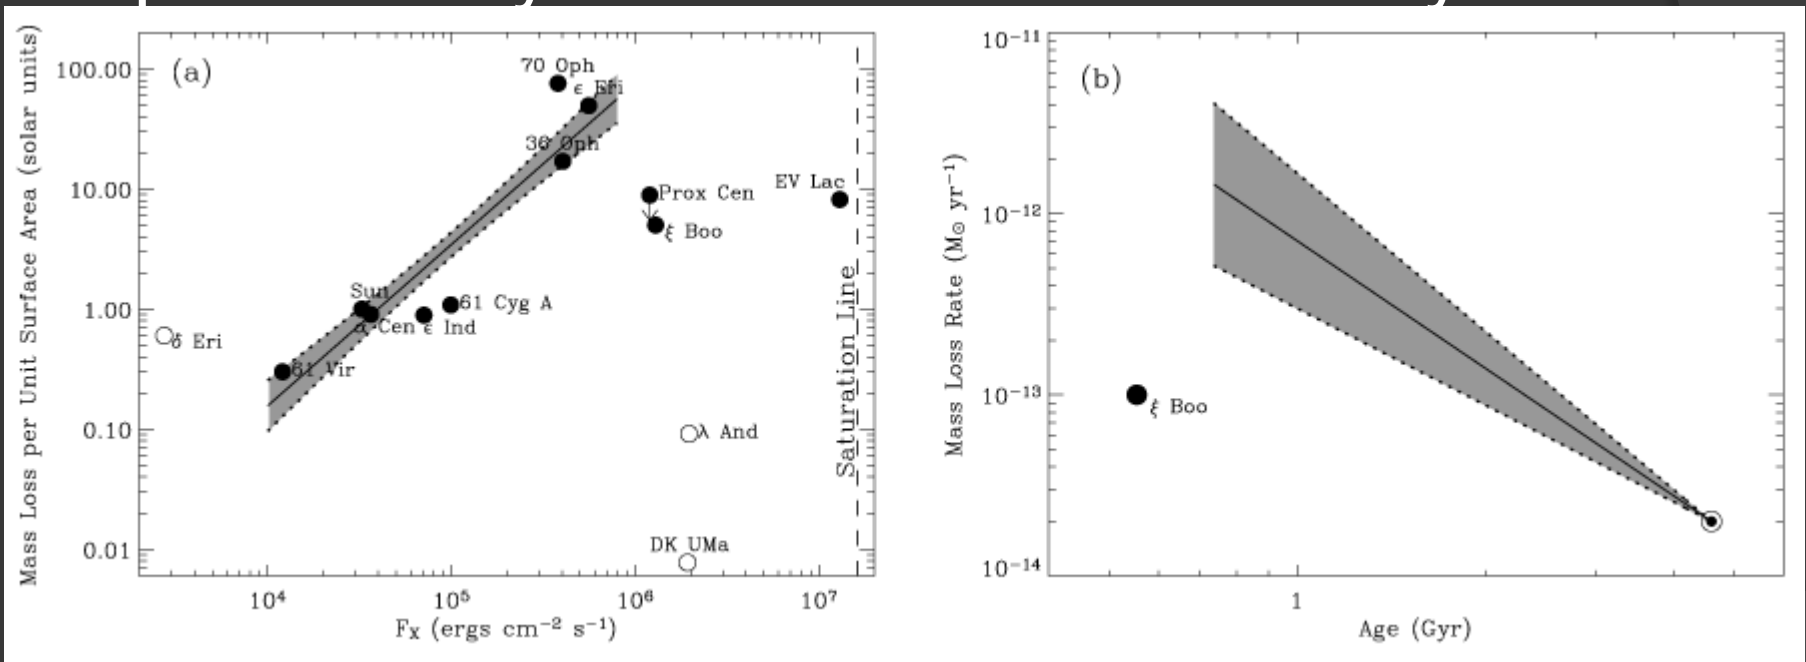 (a)
Mass Loss per Unit Surface Area (solar units)
100.00
10.00
1.00
0.10
0.01
70 Oph
ϵ Eri
36 Oph
Prox Cen
ξ Boo
EV Lac
Sun
α Cen
ϵ Ind
61 Cyg A
δ Eri
61 Vir
λ And
DK UMa
Saturation Line
10⁴
10⁵
10⁶
10⁷
Fₓ (ergs cm⁻² s⁻¹)
(b)
Mass Loss Rate (M☉ yr⁻¹)
10⁻¹¹
10⁻¹²
10⁻¹³
10⁻¹⁴
ξ Boo
1
Age (Gyr)